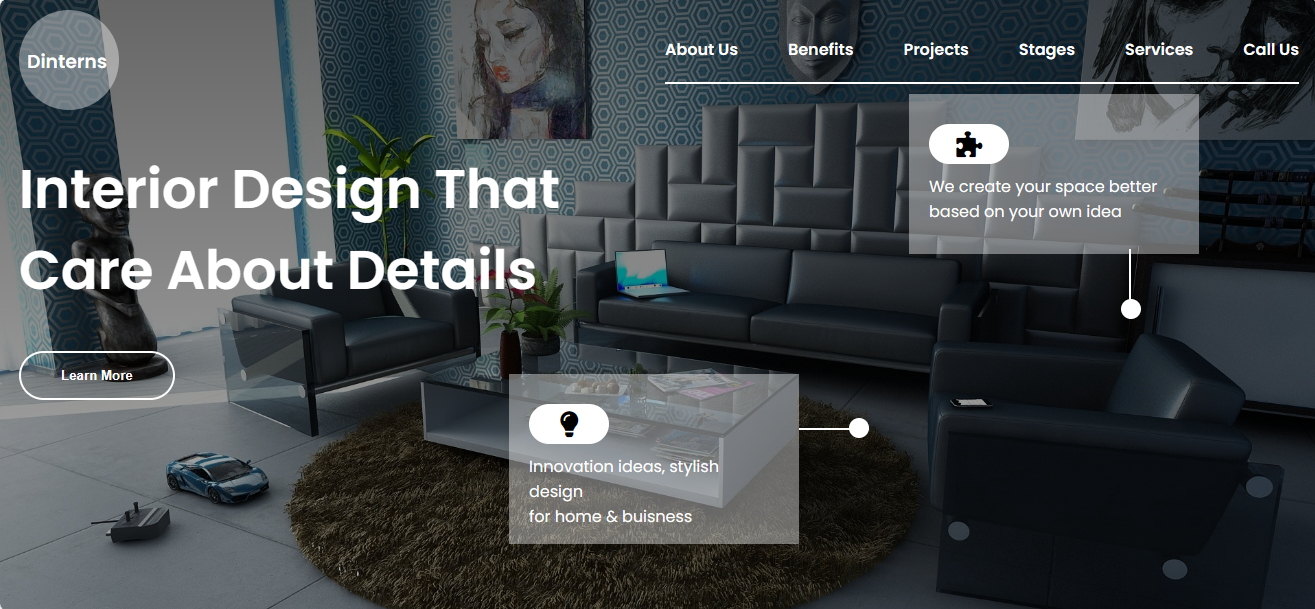 Dinterns
About Us
Benefits
Projects
Stages
Services
Call Us
Interior Design That
Care About Details
Learn More
We create your space better
based on your own idea
Innovation ideas, stylish
design
for home & buisness